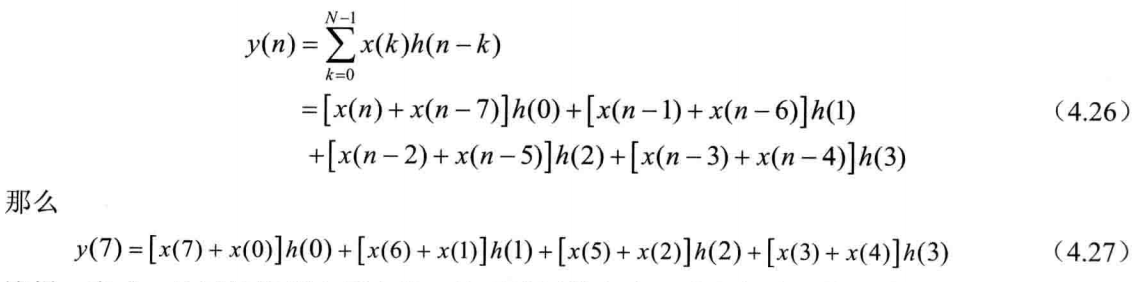 y(n) = \sum_{k=0}^{N-1} x(k)h(n-k)
= [x(n)+x(n-7)]h(0)+[x(n-1)+x(n-6)]h(1) （4.26）
+[x(n-2)+x(n-5)]h(2)+[x(n-3)+x(n-4)]h(3)
那么
y(7)=[x(7)+x(0)]h(0)+[x(6)+x(1)]h(1)+[x(5)+x(2)]h(2)+[x(3)+x(4)]h(3) （4.27）